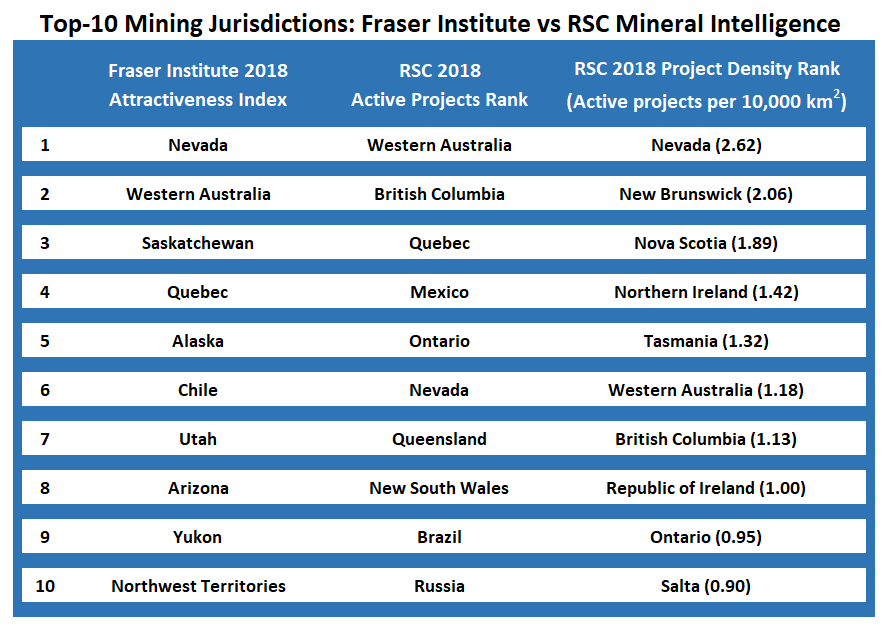 Top-10 Mining Jurisdictions: Fraser Institute vs RSC Mineral Intelligence
Fraser Institute 2018 RSC 2018 RSC 2018 Project Density Rank
Attractiveness Index Active Projects Rank (Active projects per 10,000 km²)
1 Nevada Western Australia Nevada (2.62)
2 Western Australia British Columbia New Brunswick (2.06)
3 Saskatchewan Quebec Nova Scotia (1.89)
4 Quebec Mexico Northern Ireland (1.42)
5 Alaska Ontario Tasmania (1.32)
6 Chile Nevada Western Australia (1.18)
7 Utah Queensland British Columbia (1.13)
8 Arizona New South Wales Republic of Ireland (1.00)
9 Yukon Brazil Ontario (0.95)
10 Northwest Territories Russia Salta (0.90)